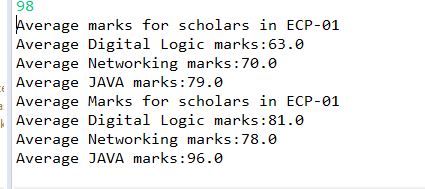 98
Average marks for scholars in ECP-01
Average Digital Logic marks:63.0
Average Networking marks:70.0
Average JAVA marks:79.0
Average Marks for scholars in ECP-01
Average Digital Logic marks:81.0
Average Networking marks:78.0
Average JAVA marks:96.0